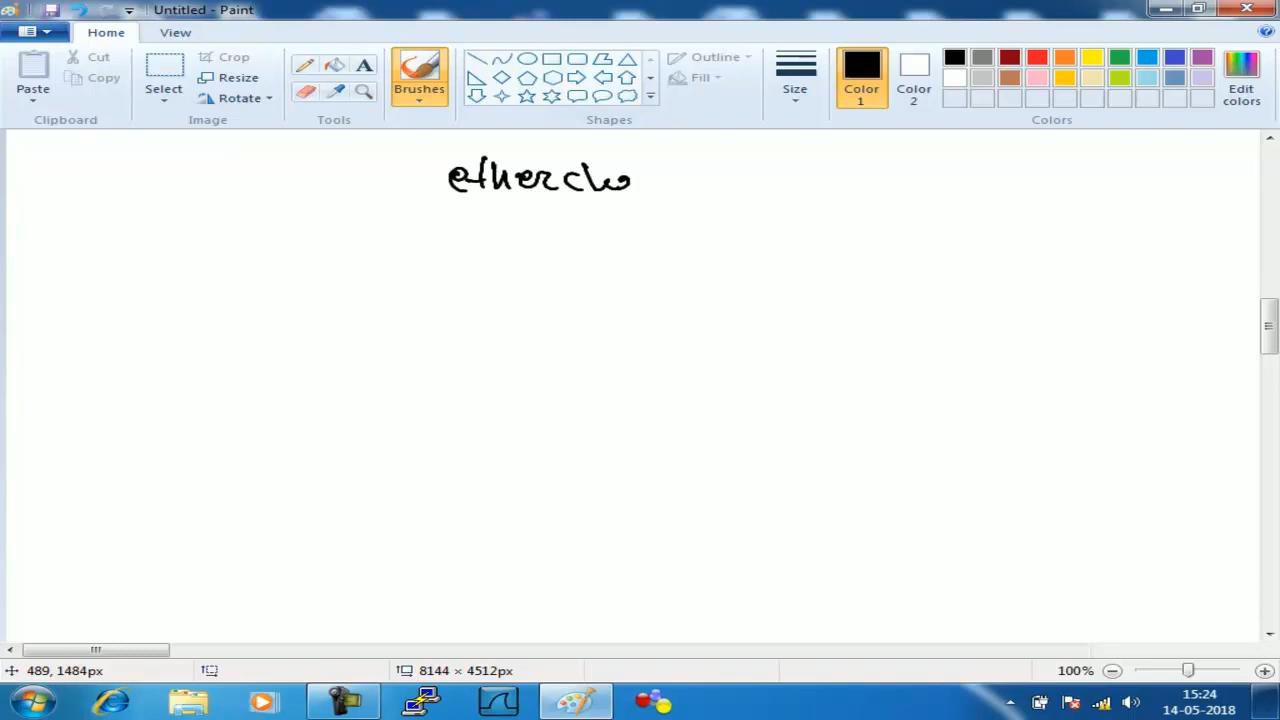 Untitled - Paint
Home View
Paste
Cut
Copy
Clipboard
Select
Crop
Resize
Rotate
Image
A
Tools
Brushes
Shapes
Outline
Fill
Size
Color 1
Color 2
Edit colors
Colors
ethercha
489, 1484px
8144 × 4512px
100%
15:24
14-05-2018